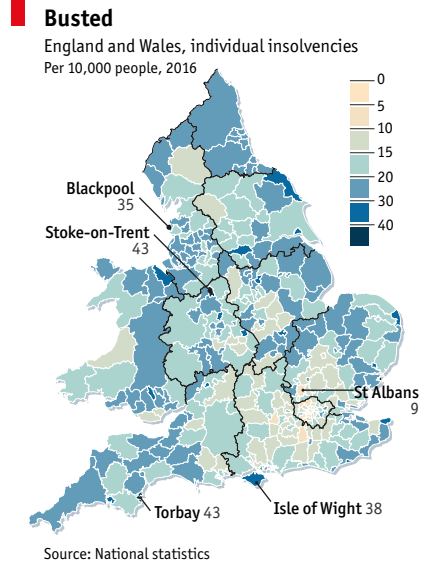 Busted
England and Wales, individual insolvencies
Per 10,000 people, 2016
0
5
10
15
20
30
40
Blackpool
35
Stoke-on-Trent
43
St Albans
9
Isle of Wight 38
Torbay 43
Source: National statistics